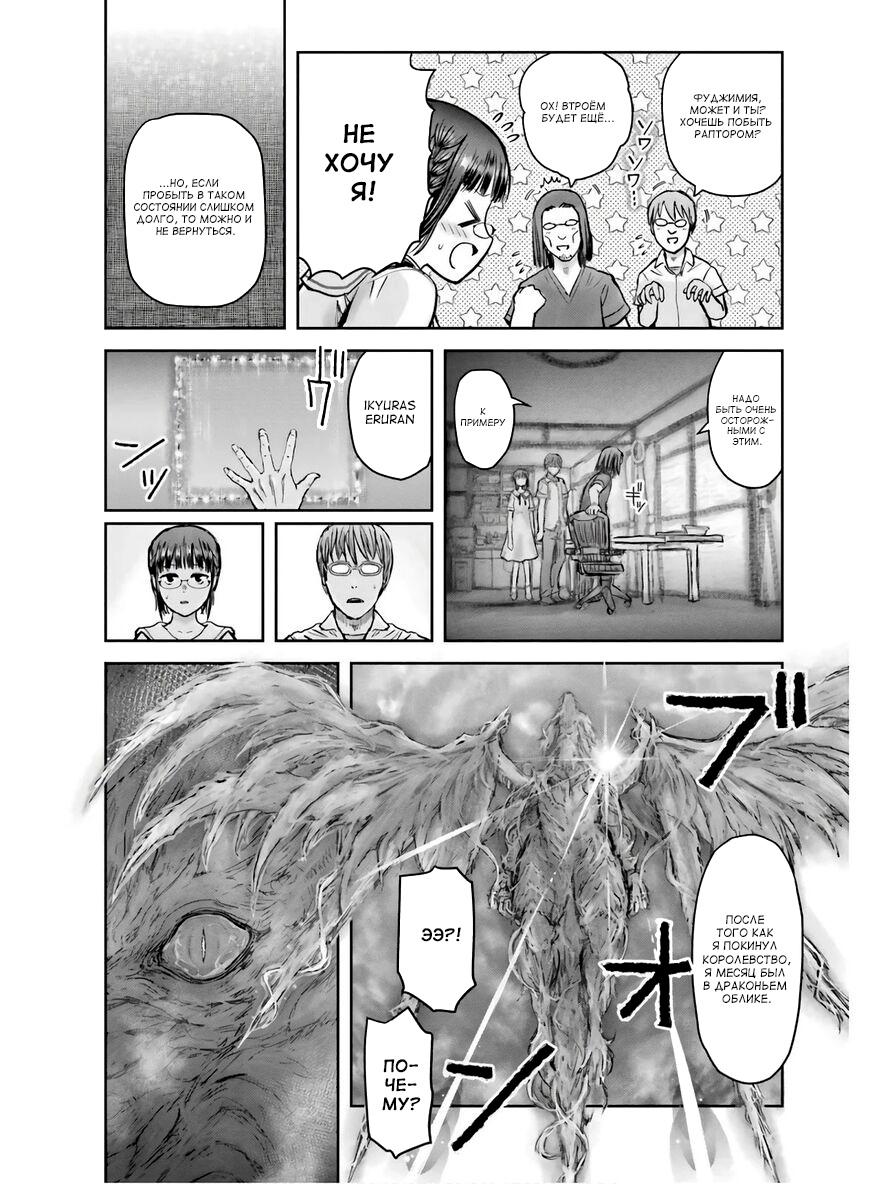 ФУДЖИМИЯ,
МОЖЕТ И ТЫ?
ХОЧЕШЬ ПОБЫТЬ
РАПТОРОМ?
ソワソワ…
ОХ! ВТРОЁМ
БУДЕТ ЕЩЁ...
НЕ
ХОЧУ
Я!
...НО, ЕСЛИ
ПРОБЫТЬ В ТАКОМ
СОСТОЯНИИ СЛИШКОМ
ДОЛГО, ТО МОЖНО И
НЕ ВЕРНУТЬСЯ.
НАДО
БЫТЬ ОЧЕНЬ
ОСТОРОЖ-
НЫМИ С
ЭТИМ.
К
ПРИМЕРУ
ギッ
IKYURAS
ERURAN
ヴン
ПОСЛЕ
ТОГО КАК
Я ПОКИНУЛ
КОРОЛЕВСТВО,
Я МЕСЯЦ БЫЛ
В ДРАКОНЬЕМ
ОБЛИКЕ.
ブオン
ЭЭ?!
ПО-
ЧЕ-
МУ?